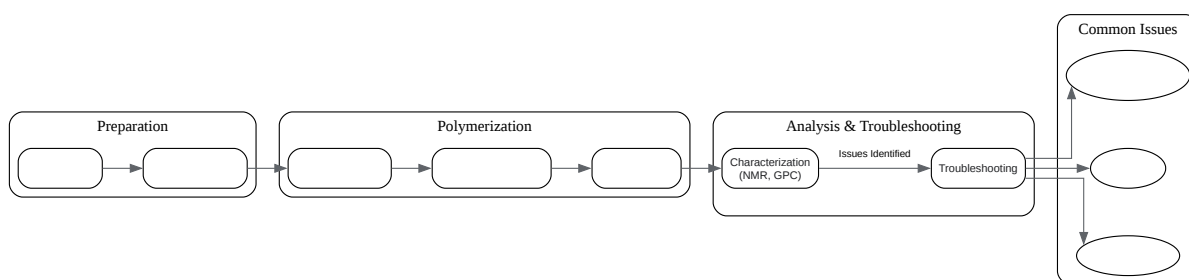 Common Issues
Preparation
Polymerization
Analysis & Troubleshooting
Characterization
(NMR, GPC)
Issues Identified
Troubleshooting